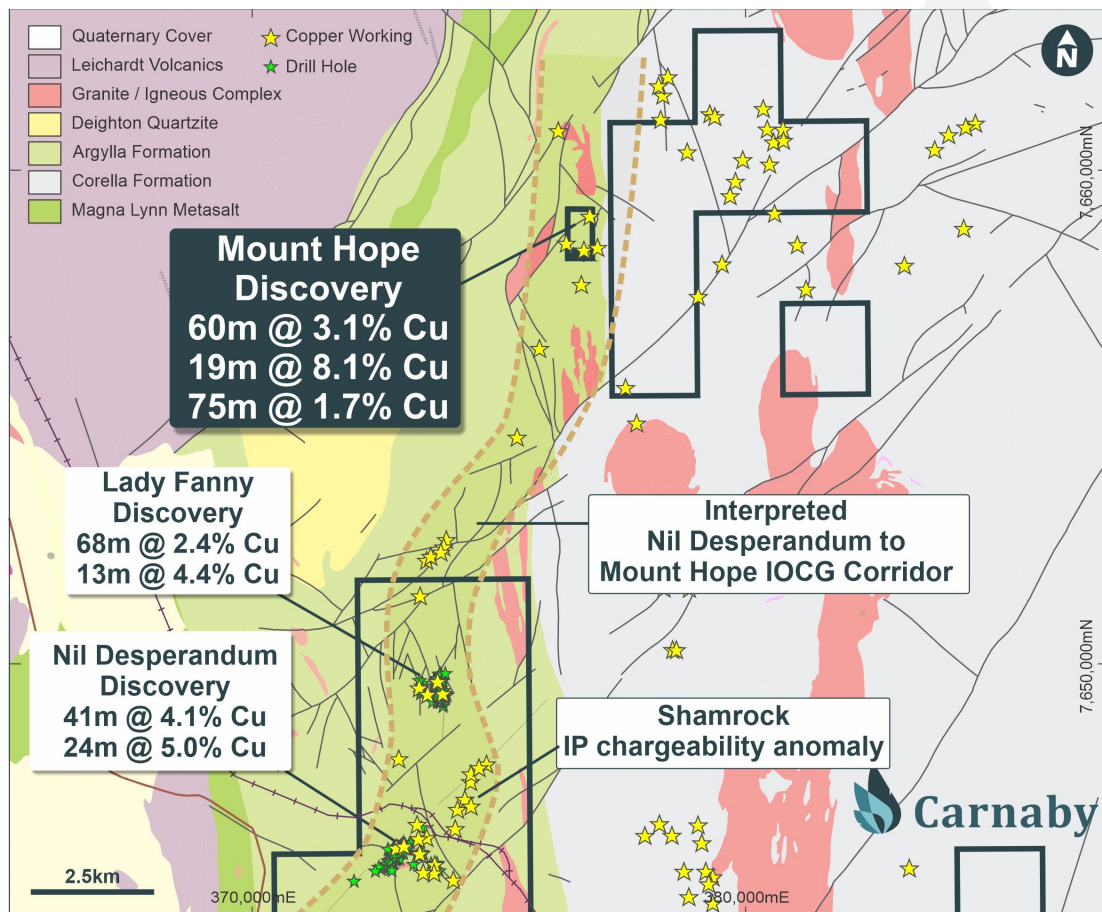 Quaternary Cover
Leichardt Volcanics
Granite / Igneous Complex
Deighton Quartzite
Argylla Formation
Corella Formation
Magna Lynn Metasalt
Copper Working
Drill Hole
N
7,660,000mN
Mount Hope
Discovery
60m @ 3.1% Cu
19m @ 8.1% Cu
75m @ 1.7% Cu
Lady Fanny
Discovery
68m @ 2.4% Cu
13m @ 4.4% Cu
Interpreted
Nil Desperandum to
Mount Hope IOCG Corridor
Nil Desperandum
Discovery
41m @ 4.1% Cu
24m @ 5.0% Cu
7,650,000mN
Shamrock
IP chargeability anomaly
Carnaby
2.5km
370,000mE
380,000mE